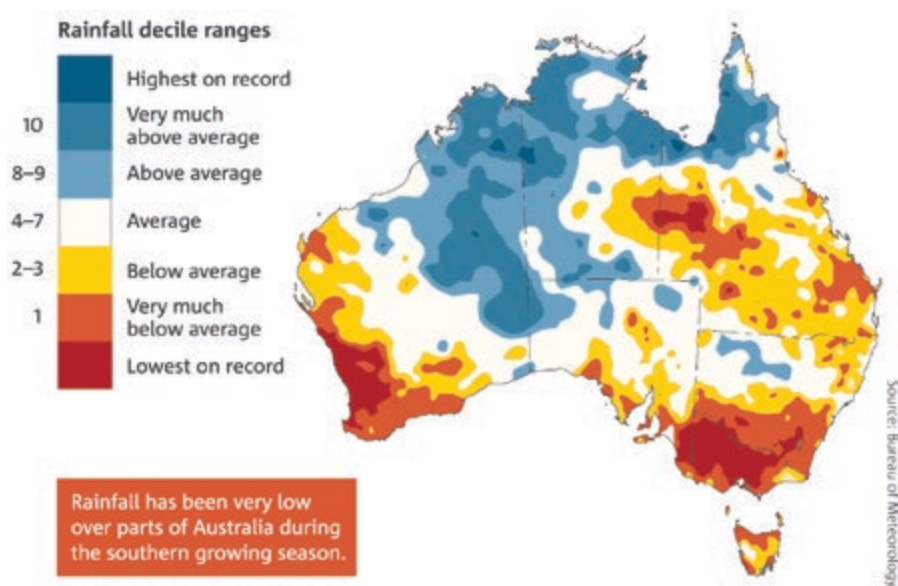 Rainfall decile ranges
Highest on record
10
Very much
above average
8–9
Above average
4–7
Average
2–3
Below average
1
Very much
below average
Lowest on record
Rainfall has been very low
over parts of Australia during
the southern growing season.
Source: Bureau of Meteorology